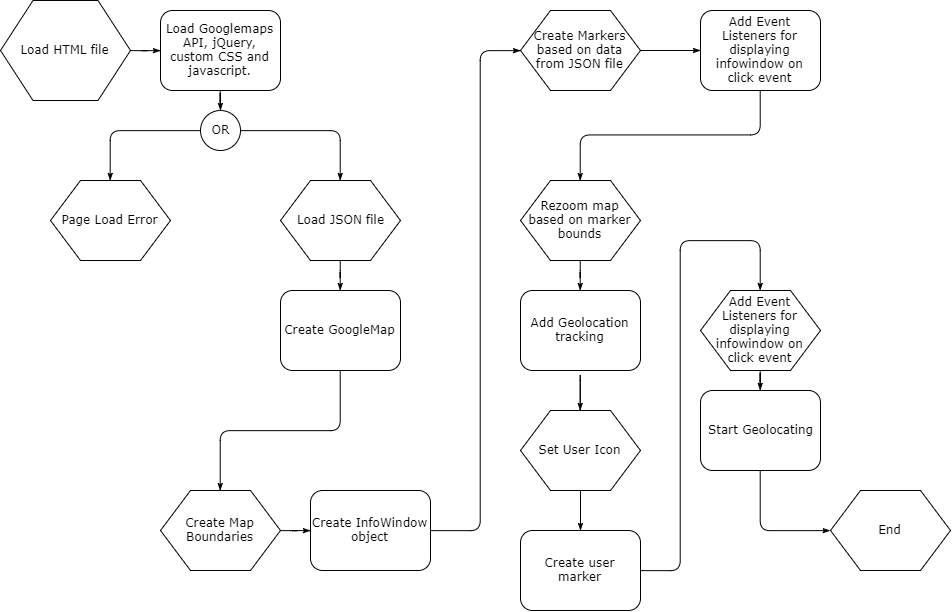 Load HTML file
Load Googlemaps
API, jQuery,
custom CSS and
javascript.
OR
Page Load Error
Load JSON file
Create GoogleMap
Create Map
Boundaries
Create InfoWindow
object
Create Markers
based on data
from JSON file
Add Event
Listeners for
displaying
infowindow on
click event
Rezoom map
based on marker
bounds
Add Geolocation
tracking
Set User Icon
Create user
marker
Add Event
Listeners for
displaying
infowindow on
click event
Start Geolocating
End